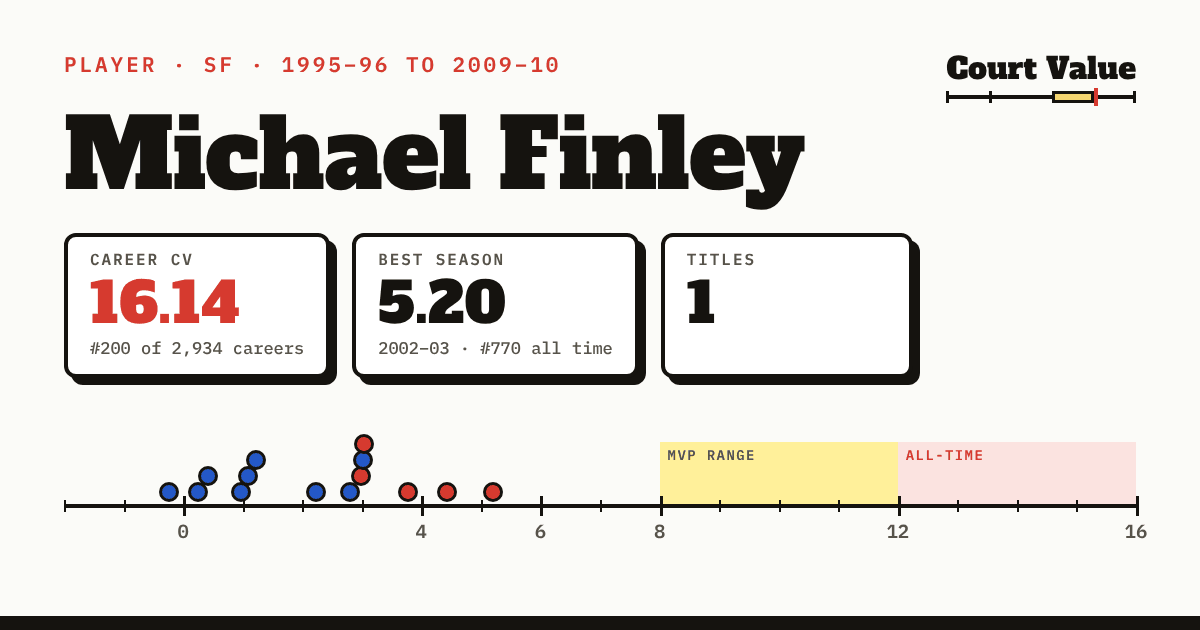 PLAYER · SF · 1995–96 TO 2009–10
Court Value
Michael Finley
CAREER CV
16.14
#200 of 2,934 careers
BEST SEASON
5.20
2002–03 · #770 all time
TITLES
1
MVP RANGE
ALL-TIME
0 4 6 8 12 16